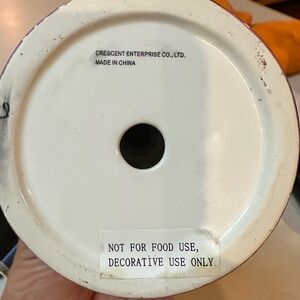 CRESCENT ENTERPRISE CO., LTD.
MADE IN CHINA
NOT FOR FOOD USE,
DECORATIVE USE ONLY